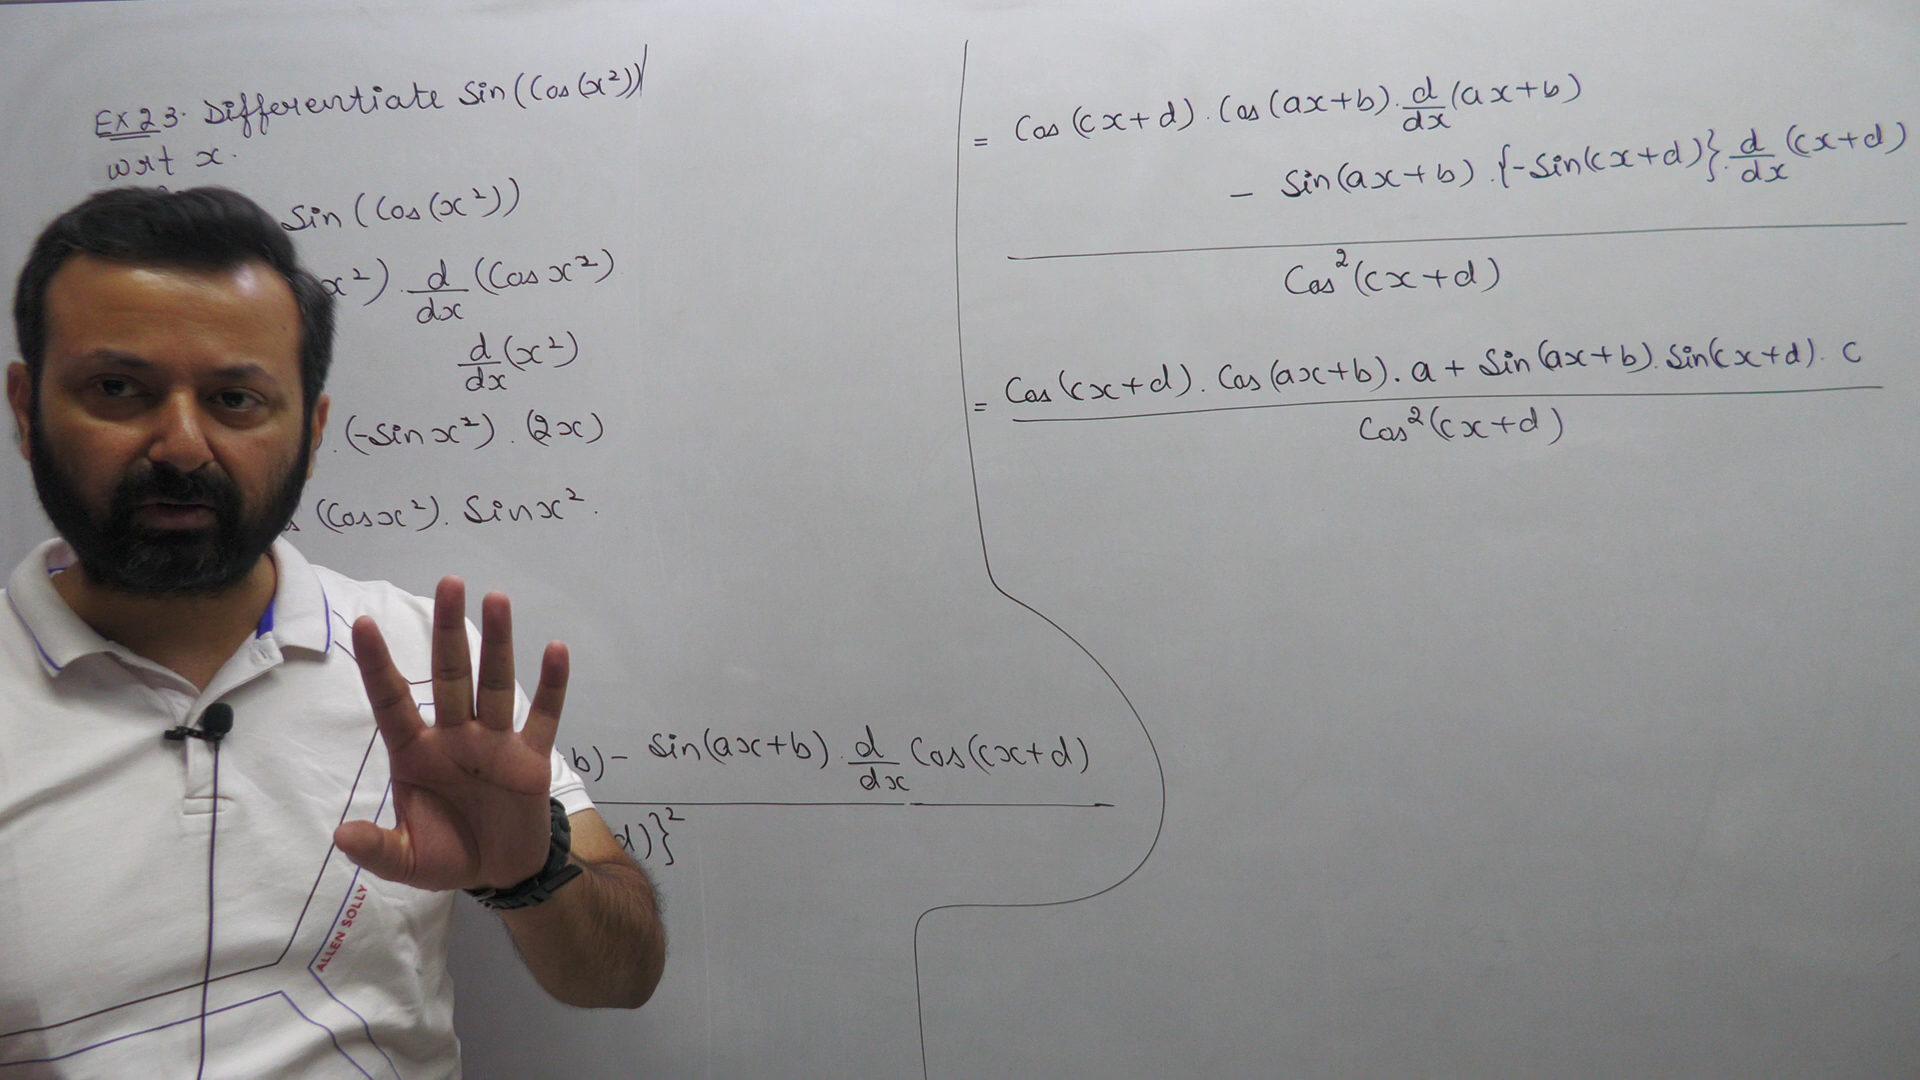 EX 23. Differentiate Sin(Cos(x²))
wrt x.
Sin(Cos(x²))
x²) . d/dx (Cos x²)
d/dx (x²)
. (-Sin x²) . (2x)
(Cos x²) . Sin x².
b) - Sin(ax+b) . d/dx Cos(cx+d)
d)}²
= Cos(cx+d) . Cos(ax+b) . d/dx (ax+b)
- Sin(ax+b) . {-Sin(cx+d)} . d/dx (cx+d)
Cos²(cx+d)
= Cos(cx+d) . Cos(ax+b) . a + Sin(ax+b) . Sin(cx+d) . c
Cos²(cx+d)
ALLEN SOLLY